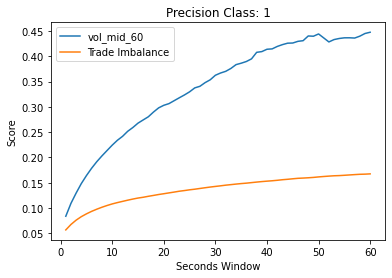 Precision Class: 1
vol_mid_60
Trade Imbalance
0.45
0.40
0.35
0.30
0.25
0.20
0.15
0.10
0.05
Score
0 10 20 30 40 50 60
Seconds Window